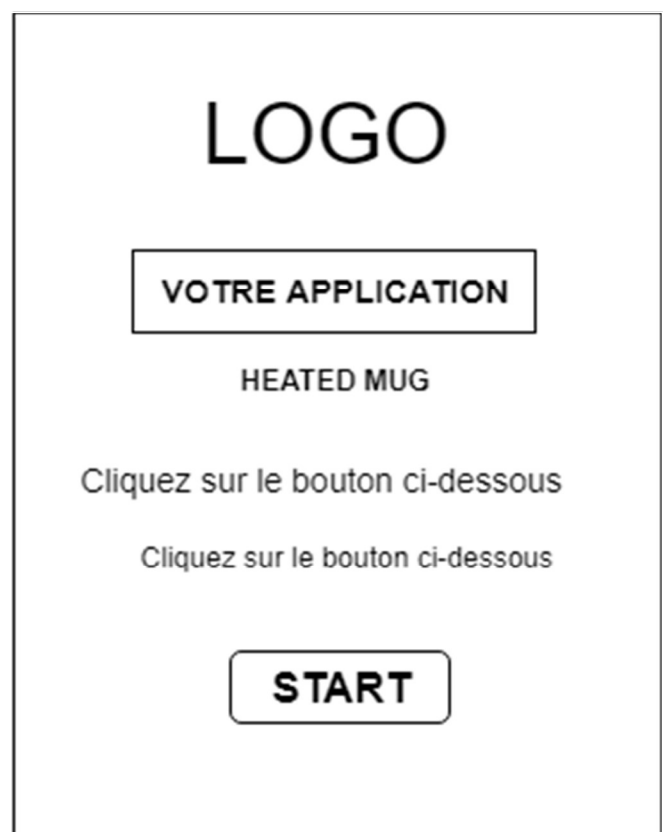 LOGO
VOTRE APPLICATION
HEATED MUG
Cliquez sur le bouton ci-dessous
Cliquez sur le bouton ci-dessous
START